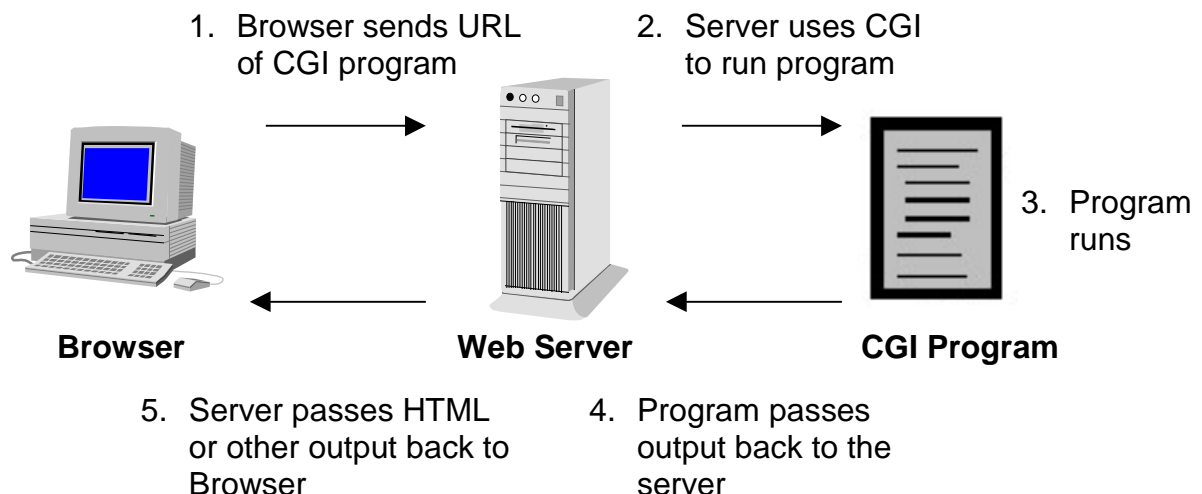 1. Browser sends URL
of CGI program
2. Server uses CGI
to run program
3. Program
runs
Browser
Web Server
CGI Program
5. Server passes HTML
or other output back to
Browser
4. Program passes
output back to the
server